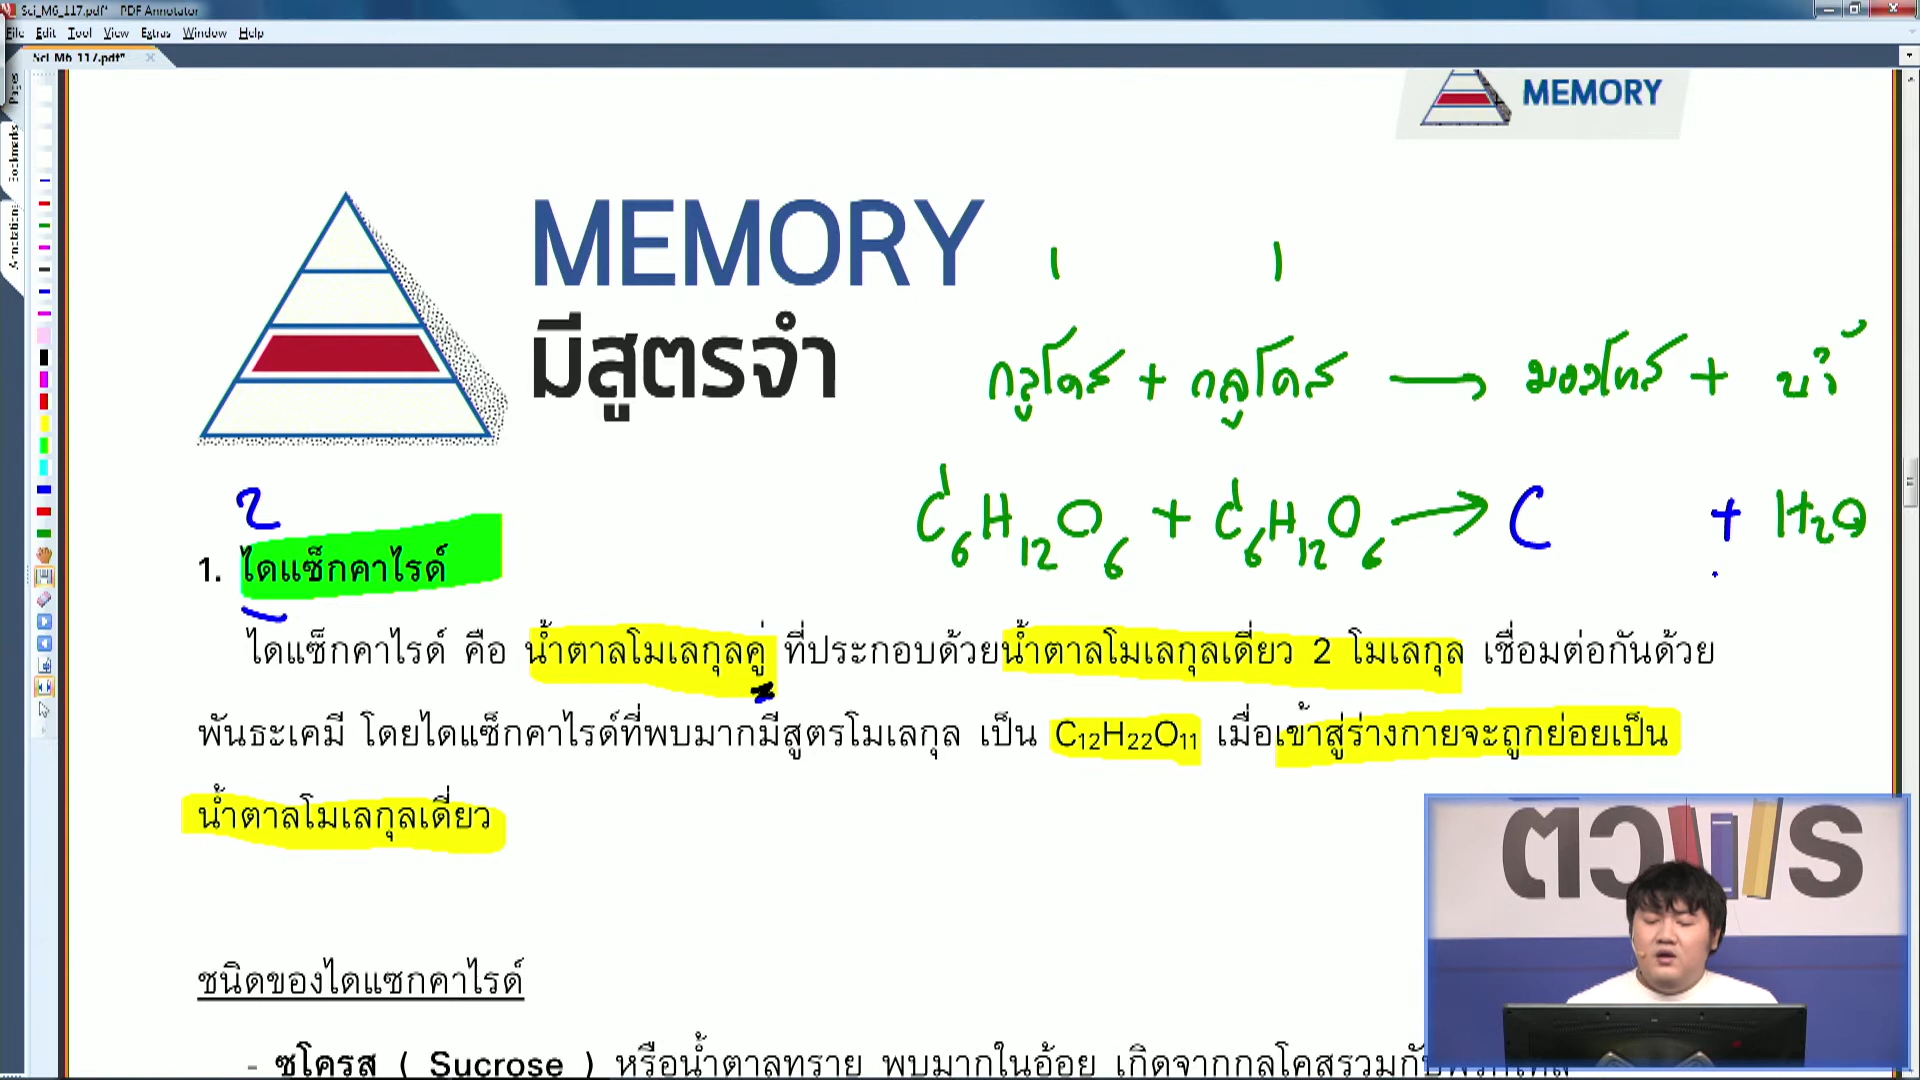 Sci_M6_117.pdf* - PDF Annotator
File Edit Tool View Extras Window Help
Sci_M6_117.pdf*
Pages
Bookmarks
Annotations
MEMORY
MEMORY
มีสูตรจำ
1 1
กลูโคส + กลูโคส → มอลโทส + น้ำ
C6H12O6 + C6H12O6 → C + H2O
2
1. ไดแซ็กคาไรด์
ไดแซ็กคาไรด์ คือ น้ำตาลโมเลกุลคู่ ที่ประกอบด้วยน้ำตาลโมเลกุลเดี่ยว 2 โมเลกุล เชื่อมต่อกันด้วย
พันธะเคมี โดยไดแซ็กคาไรด์ที่พบมากมีสูตรโมเลกุล เป็น C₁₂H₂₂O₁₁ เมื่อเข้าสู่ร่างกายจะถูกย่อยเป็น
น้ำตาลโมเลกุลเดี่ยว
ชนิดของไดแซกคาไรด์
- ซูโครส ( Sucrose ) หรือน้ำตาลทราย พบมากในอ้อย เกิดจากกลูโคสรวมกับ